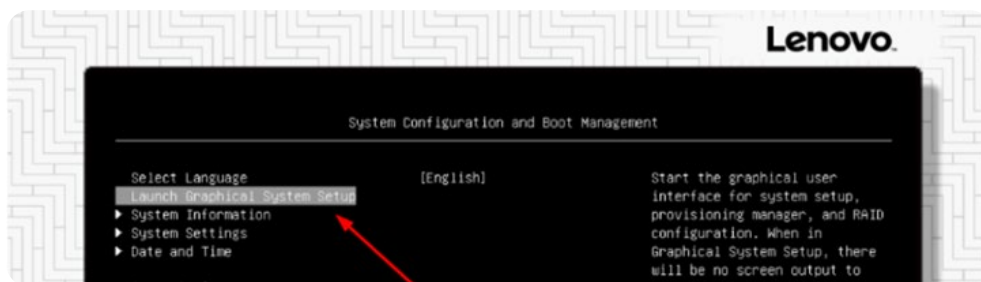 Lenovo
System Configuration and Boot Management
Select Language [English]
Launch Graphical System Setup
System Information
System Settings
Date and Time
Start the graphical user
interface for system setup,
provisioning manager, and RAID
configuration. When in
Graphical System Setup, there
will be no screen output to